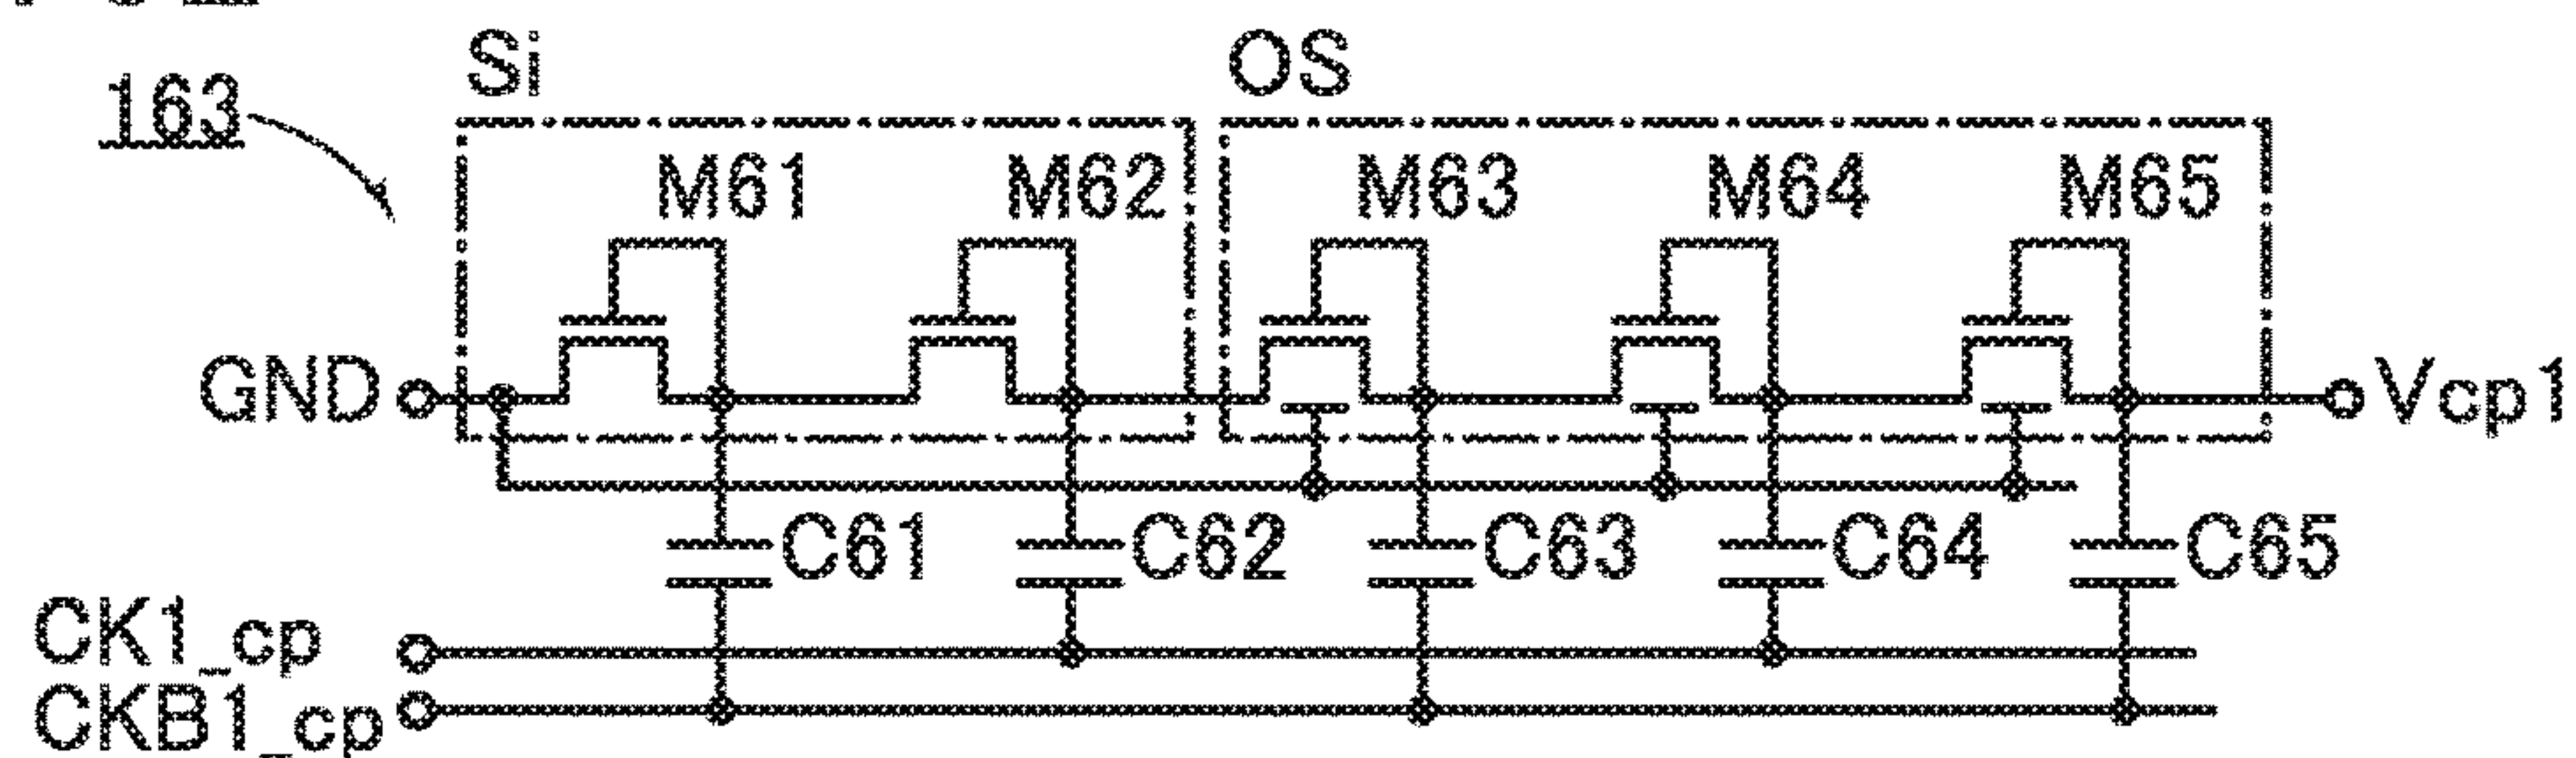 163
Si OS
M61 M62 M63 M64 M65
GND Vcp1
C61 C62 C63 C64 C65
CK1_cp
CKB1_cp